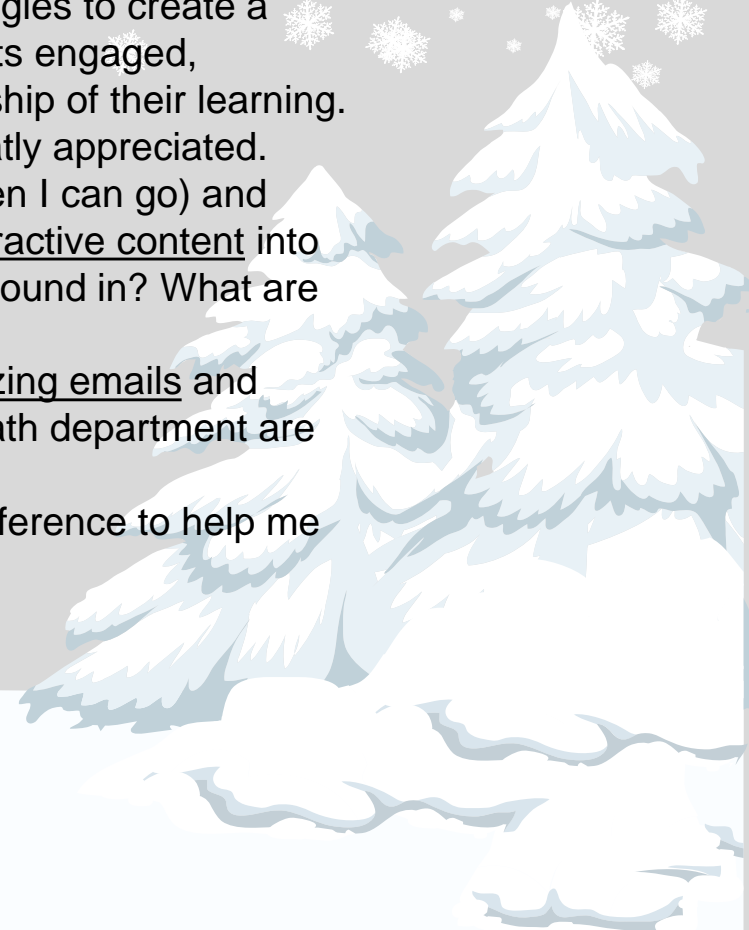 gies to create a
ts engaged,
ship of their learning.
tly appreciated.
en I can go) and
ractive content into
ound in? What are
zing emails and
ath department are
ference to help me